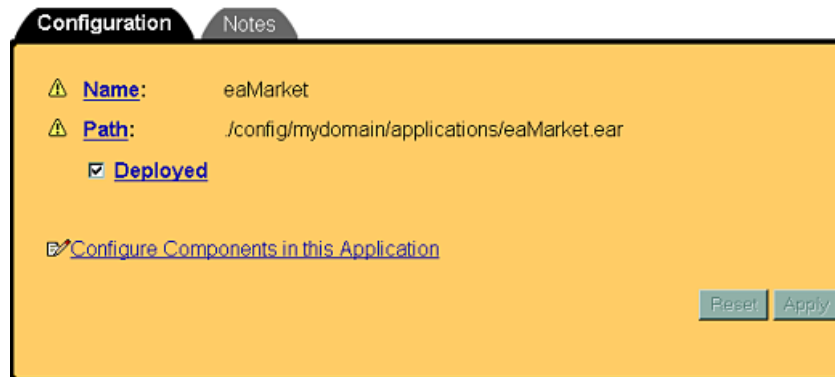 Configuration Notes
Name: eaMarket
Path: ./config/mydomain/applications/eaMarket.ear
Deployed
Configure Components in this Application
Reset Apply